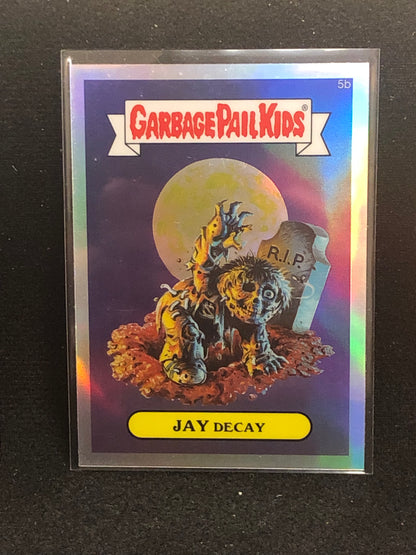 5b
GARBAGE PAIL KIDS®
R.I.P.
JAY DECAY